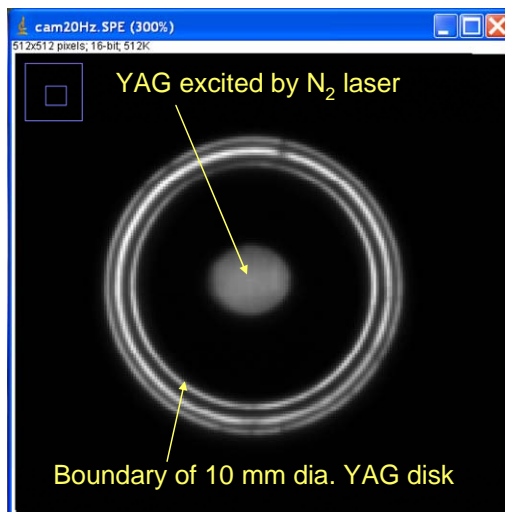 cam20Hz.SPE (300%)
512x512 pixels; 16-bit; 512K
YAG excited by N₂ laser
Boundary of 10 mm dia. YAG disk